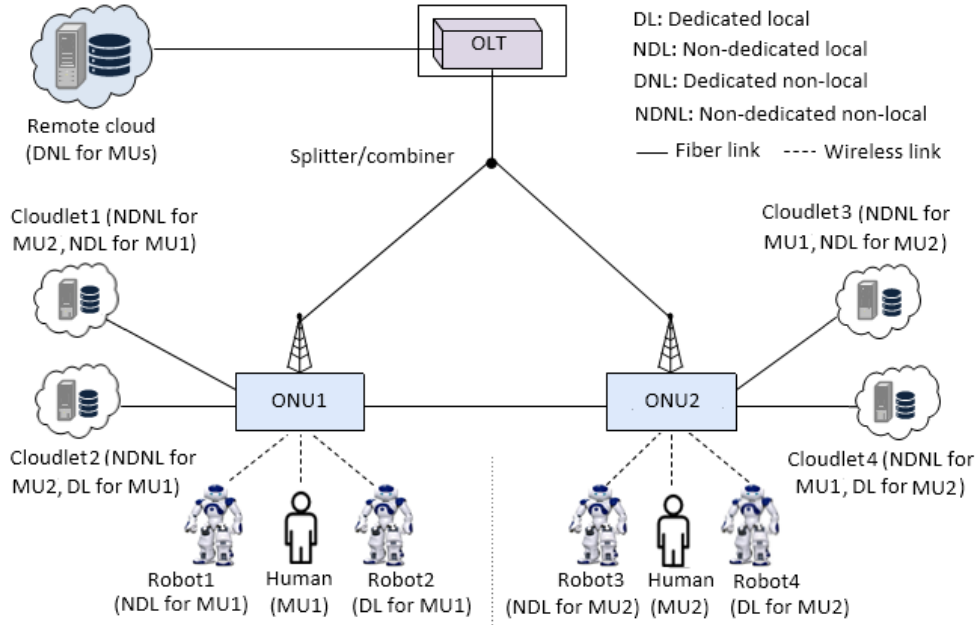 OLT
DL: Dedicated local
NDL: Non-dedicated local
DNL: Dedicated non-local
NDNL: Non-dedicated non-local
Fiber link
Wireless link
Remote cloud
(DNL for MUs)
Splitter/combiner
Cloudlet1 (NDNL for
MU2, NDL for MU1)
Cloudlet3 (NDNL for
MU1, NDL for MU2)
ONU1
ONU2
Cloudlet2 (NDNL for
MU2, DL for MU1)
Cloudlet4 (NDNL for
MU1, DL for MU2)
Robot1
(NDL for MU1)
Human
(MU1)
Robot2
(DL for MU1)
Robot3
(NDL for MU2)
Human
(MU2)
Robot4
(DL for MU2)